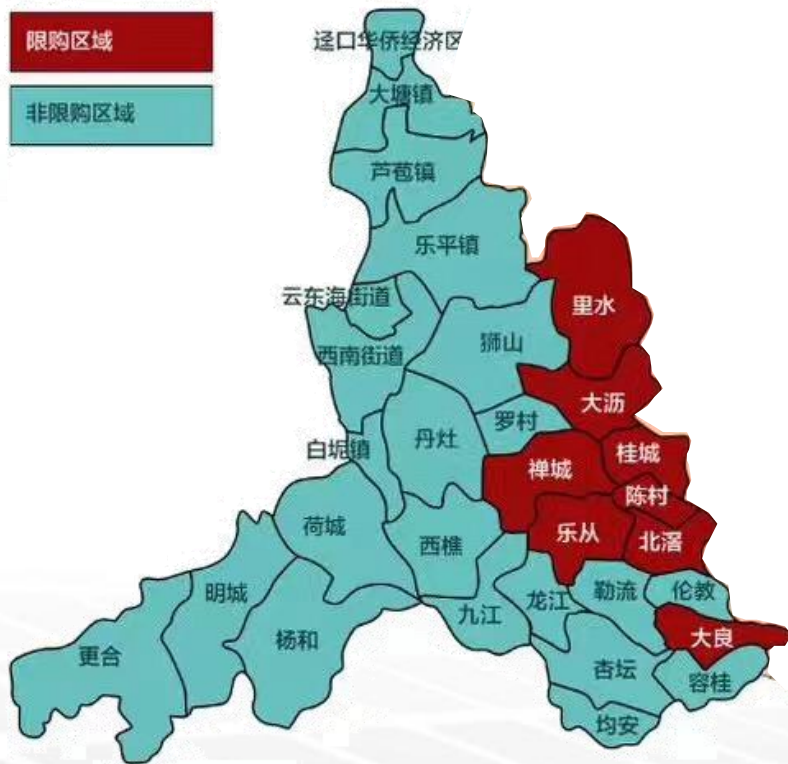 限购区域
非限购区域
迳口华侨经济区
大塘镇
芦苞镇
乐平镇
云东海街道
里水
西南街道
狮山
大沥
罗村
丹灶
白坭镇
桂城
禅城
陈村
荷城
乐从
北滘
西樵
明城
龙江
勒流
伦教
九江
杨和
大良
更合
杏坛
容桂
均安